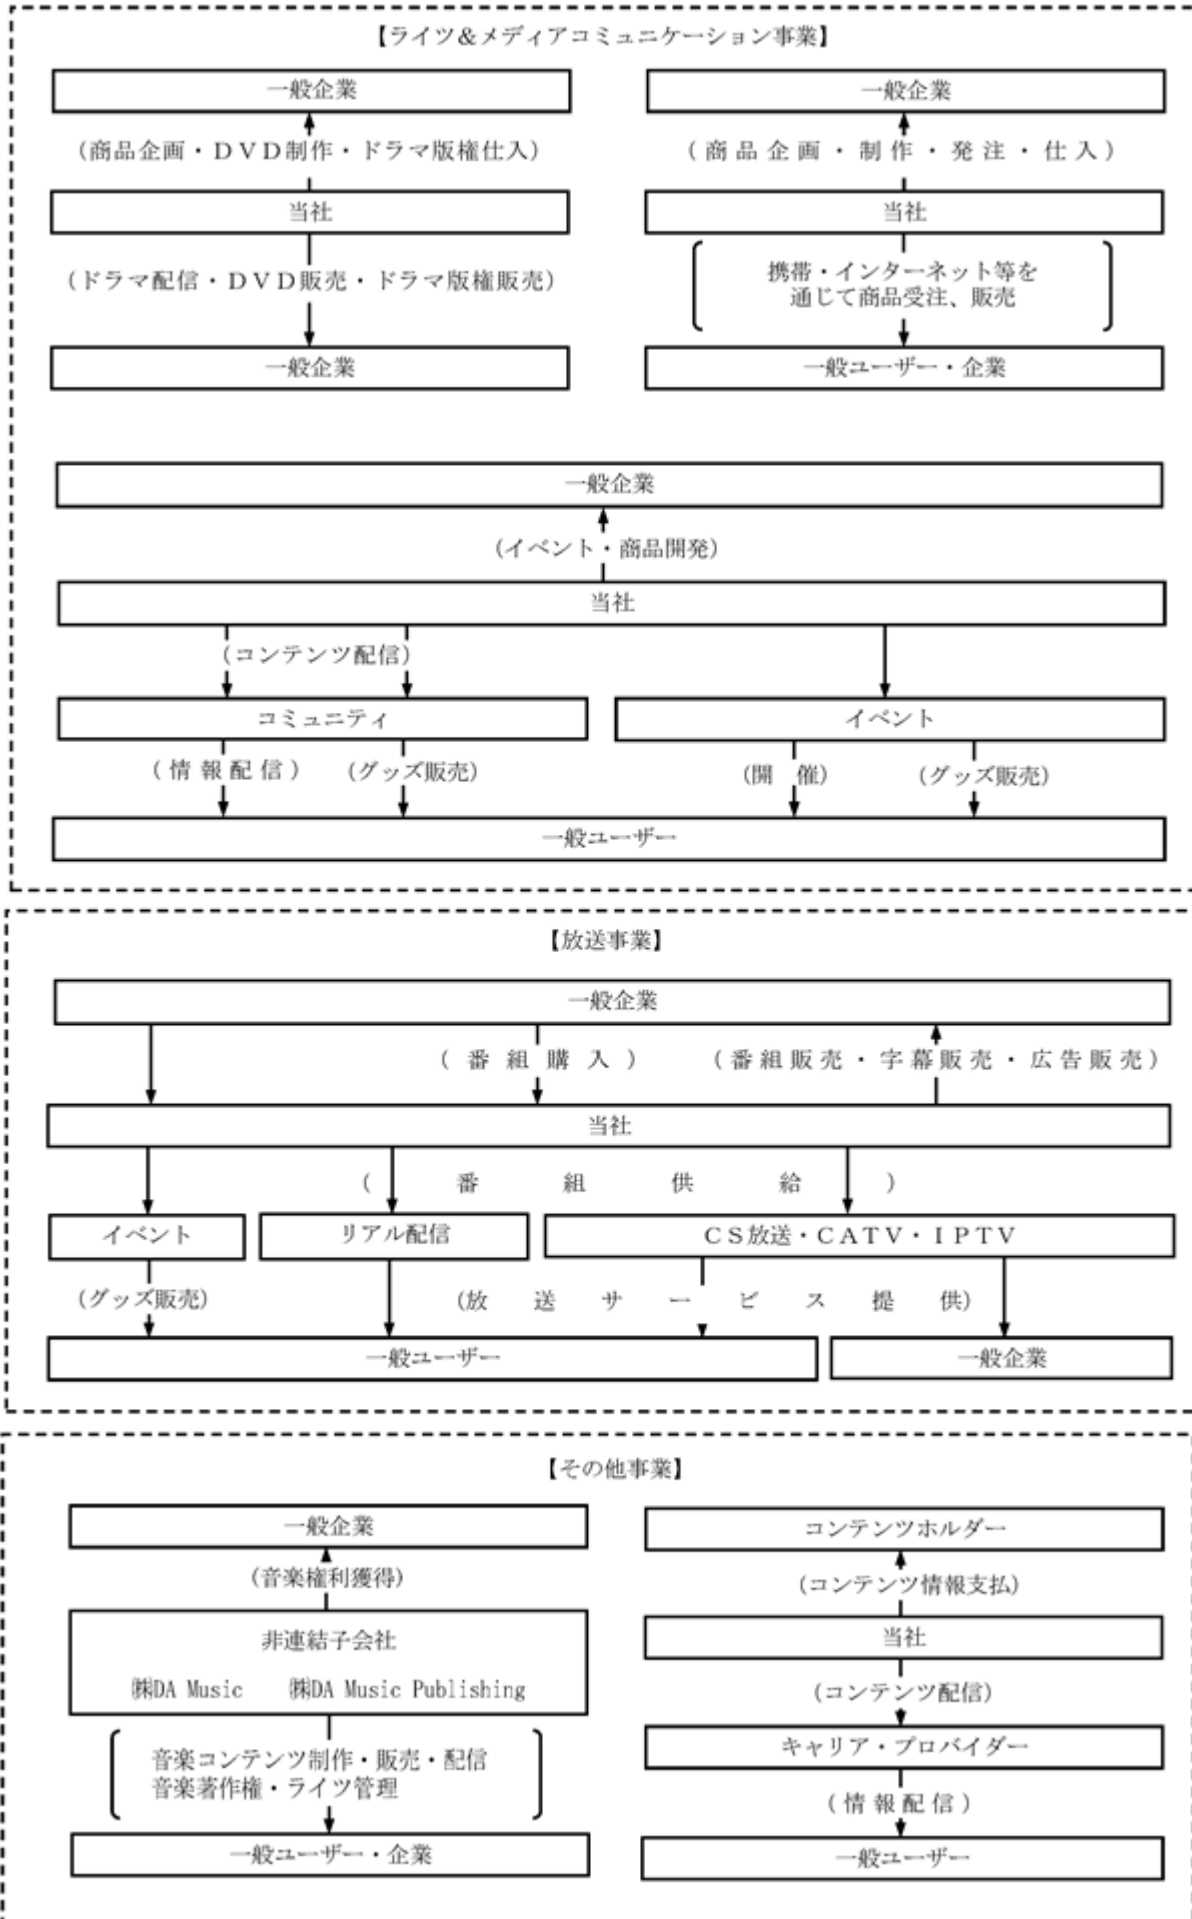 【ライツ＆メディアコミュニケーション事業】
一般企業
(商品企画・ＤＶＤ制作・ドラマ版権仕入)
当社
(ドラマ配信・ＤＶＤ販売・ドラマ版権販売)
一般企業
一般企業
(商品企画・制作・発注・仕入)
当社
携帯・インターネット等を
通じて商品受注、販売
一般ユーザー・企業
一般企業
(イベント・商品開発)
当社
(コンテンツ配信)
コミュニティ
イベント
(情報配信)
(グッズ販売)
(開　催)
(グッズ販売)
一般ユーザー
【放送事業】
一般企業
(番組購入)
(番組販売・字幕販売・広告販売)
当社
(番組供給)
イベント
リアル配信
ＣＳ放送・ＣＡＴＶ・ＩＰＴＶ
(グッズ販売)
(放送サービス提供)
一般ユーザー
一般企業
【その他事業】
一般企業
(音楽権利獲得)
非連結子会社
㈱DA Music　　㈱DA Music Publishing
音楽コンテンツ制作・販売・配信
音楽著作権・ライツ管理
一般ユーザー・企業
コンテンツホルダー
(コンテンツ情報支払)
当社
(コンテンツ配信)
キャリア・プロバイダー
(情報配信)
一般ユーザー